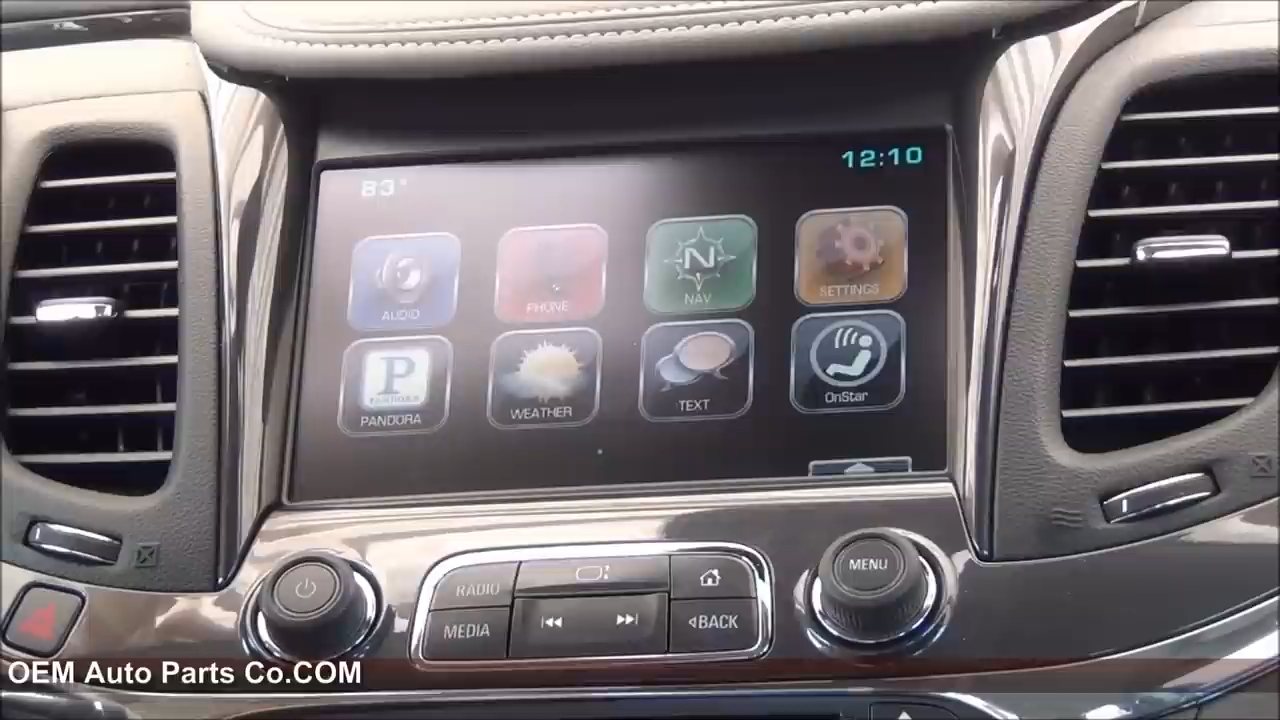 83°
12:10
AUDIO
PHONE
N
NAV
SETTINGS
P
PANDORA
PANDORA
WEATHER
TEXT
OnStar
RADIO
MEDIA
BACK
MENU
OEM Auto Parts Co.COM